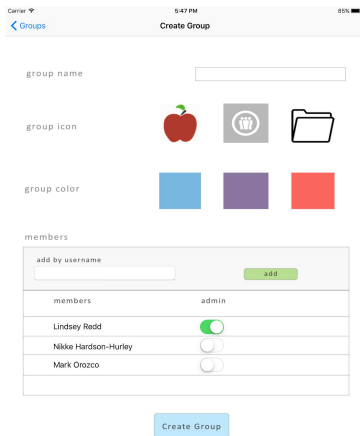 Carrier 5:47 PM 85%
Groups Create Group
group name
group icon
group color
members
add by username
add
members admin
Lindsey Redd
Nikke Hardson-Hurley
Mark Orozco
Create Group